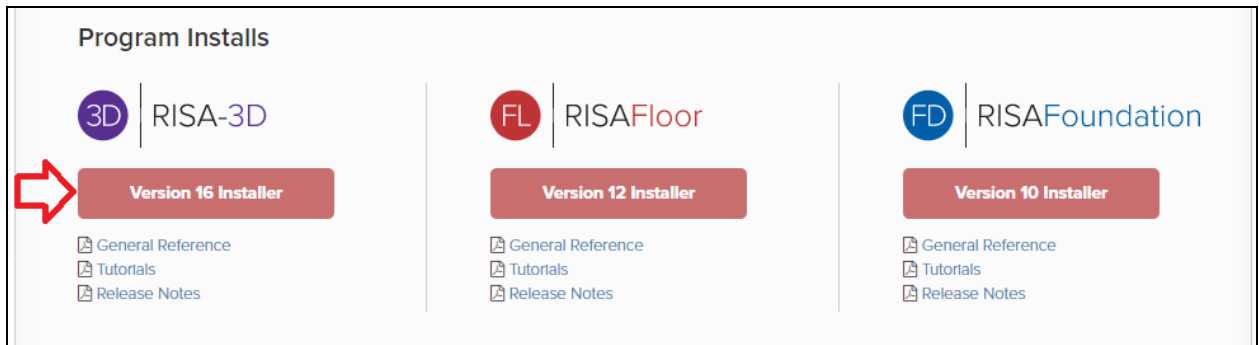 Program Installs
3D RISA-3D
Version 16 Installer
General Reference
Tutorials
Release Notes
FL RISAFloor
Version 12 Installer
General Reference
Tutorials
Release Notes
FD RISAFoundation
Version 10 Installer
General Reference
Tutorials
Release Notes